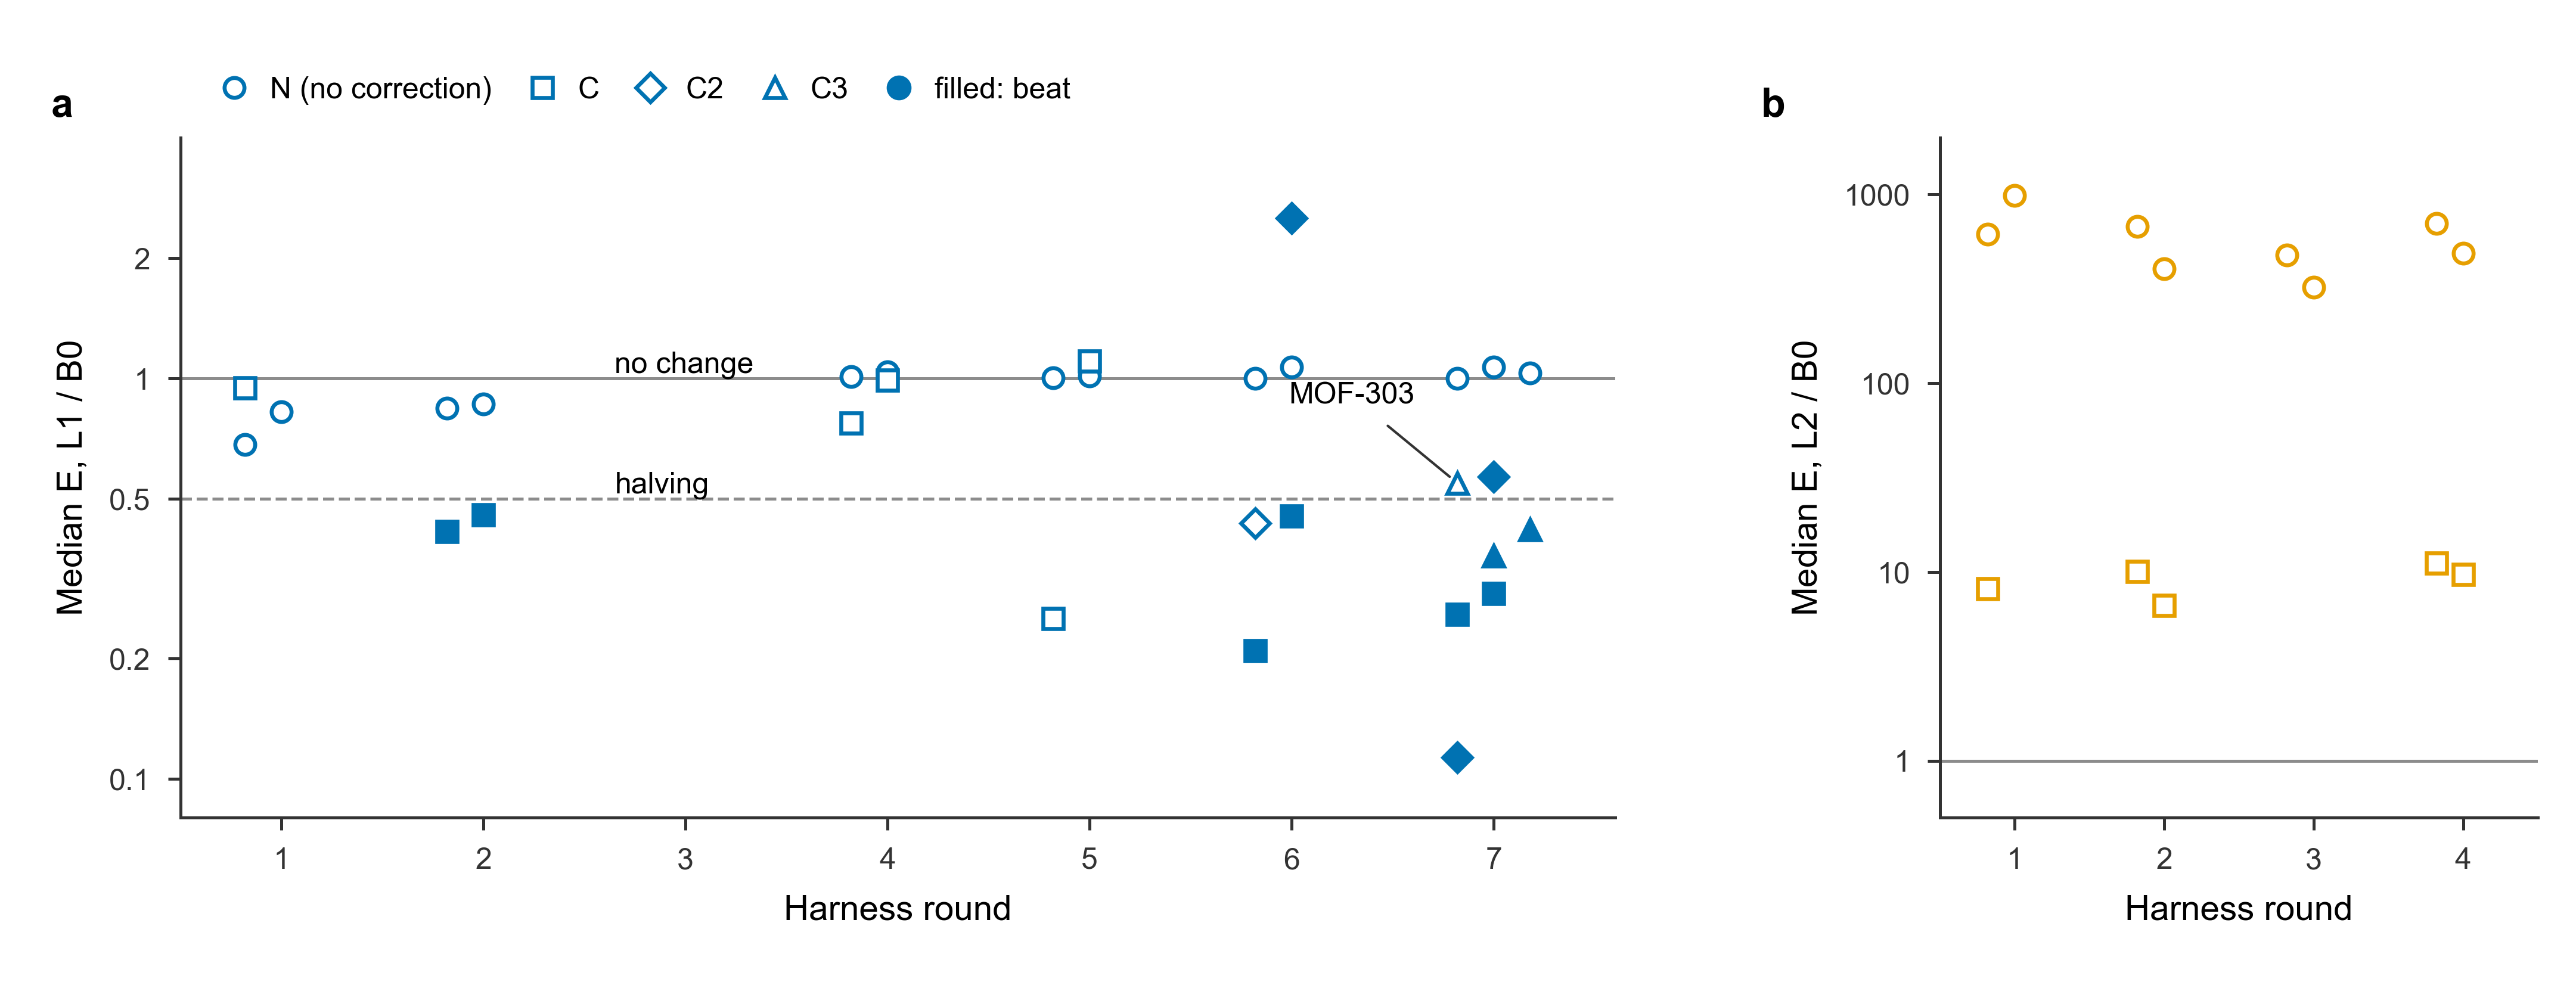 N (no correction) C C2 C3 filled: beat
a
Median E, L1 / B0
2
1
0.5
0.2
0.1
no change
MOF-303
halving
1 2 3 4 5 6 7
Harness round
b
Median E, L2 / B0
1000
100
10
1
1 2 3 4
Harness round